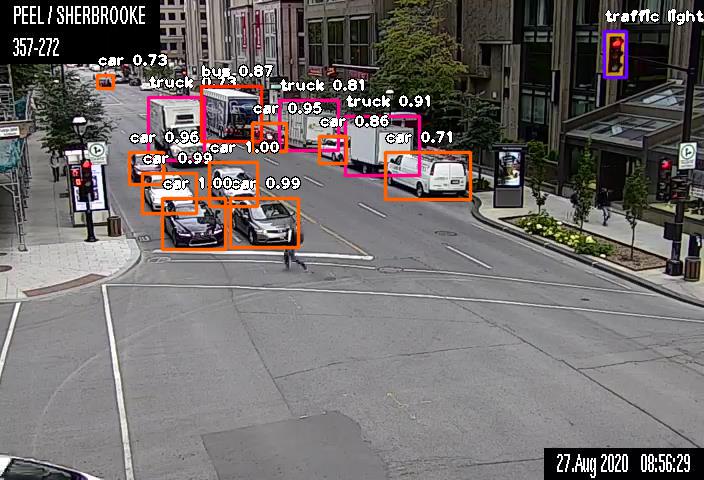 PEEL / SHERBROOKE
357-272
traffic light
car 0.73
bus 0.87
truck 0.73
truck 0.81
car 0.95
truck 0.91
car 0.86
car 0.96
car 1.00
car 0.71
car 0.99
car 1.00
car 0.99
27.Aug 2020 08:56:29